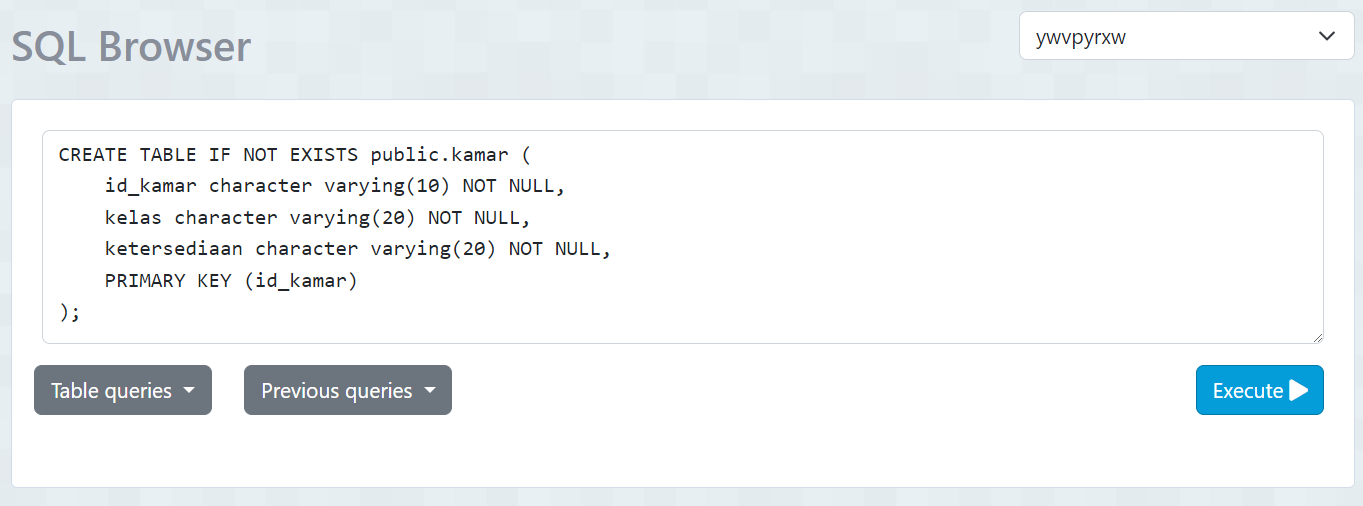 SQL Browser
ywvpyrxw
CREATE TABLE IF NOT EXISTS public.kamar (
    id_kamar character varying(10) NOT NULL,
    kelas character varying(20) NOT NULL,
    ketersediaan character varying(20) NOT NULL,
    PRIMARY KEY (id_kamar)
);
Table queries
Previous queries
Execute